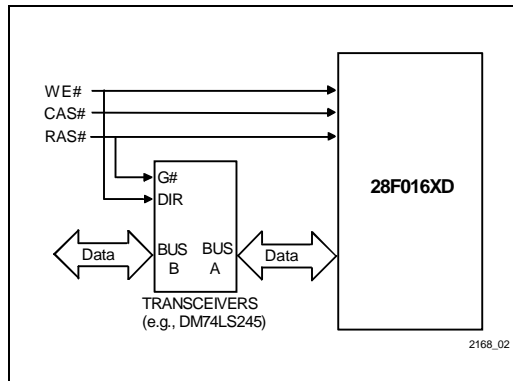 WE#
CAS#
RAS#
28F016XD
G#
DIR
Data
BUS B
BUS A
Data
TRANSCEIVERS
(e.g., DM74LS245)
2168_02